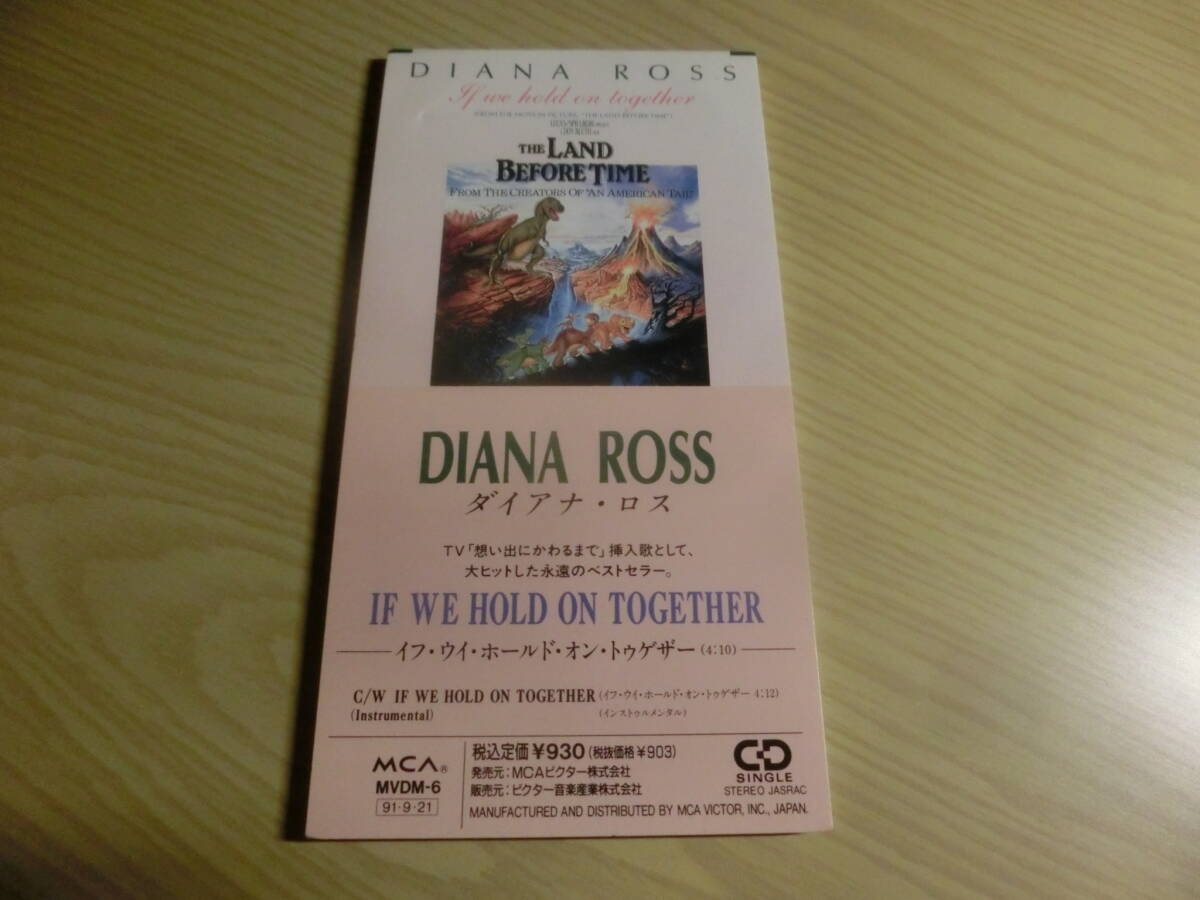 DIANA ROSS
If we hold on together
(FROM THE MOTION PICTURE "THE LAND BEFORE TIME")
THE LAND
BEFORE TIME
FROM THE CREATORS OF "AN AMERICAN TAIL"
DIANA ROSS
ダイアナ・ロス
TV「想い出にかわるまで」挿入歌として、
大ヒットした永遠のベストセラー。
IF WE HOLD ON TOGETHER
イフ・ウイ・ホールド・オン・トゥゲザー (4:10)
C/W IF WE HOLD ON TOGETHER (イフ・ウイ・ホールド・オン・トゥゲザー 4:12)
(Instrumental) (インストゥルメンタル)
MCA®
MVDM-6
91・9・21
税込定価¥930 (税抜価格¥903)
発売元:MCAビクター株式会社
販売元:ビクター音楽産業株式会社
MANUFACTURED AND DISTRIBUTED BY MCA VICTOR, INC., JAPAN.
CD
SINGLE
STEREO JASRAC